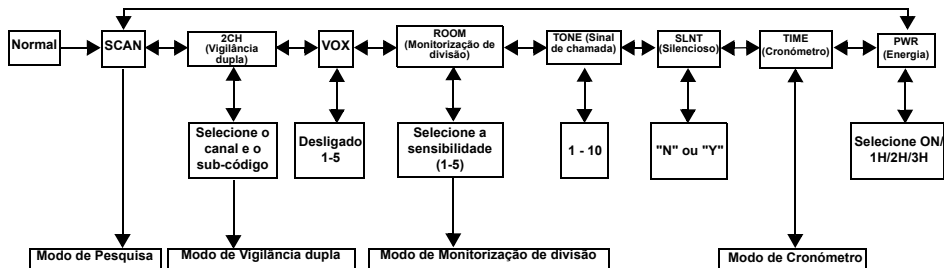 Normal
SCAN
2CH
(Vigilância
dupla)
VOX
ROOM
(Monitorização de
divisão)
TONE (Sinal
de chamada)
SLNT
(Silencioso)
TIME
(Cronómetro)
PWR
(Energia)
Selecione o
canal e o
sub-código
Desligado
1-5
Selecione a
sensibilidade
(1-5)
1 - 10
"N" ou "Y"
Selecione ON/
1H/2H/3H
Modo de Pesquisa
Modo de Vigilância dupla
Modo de Monitorização de divisão
Modo de Cronómetro